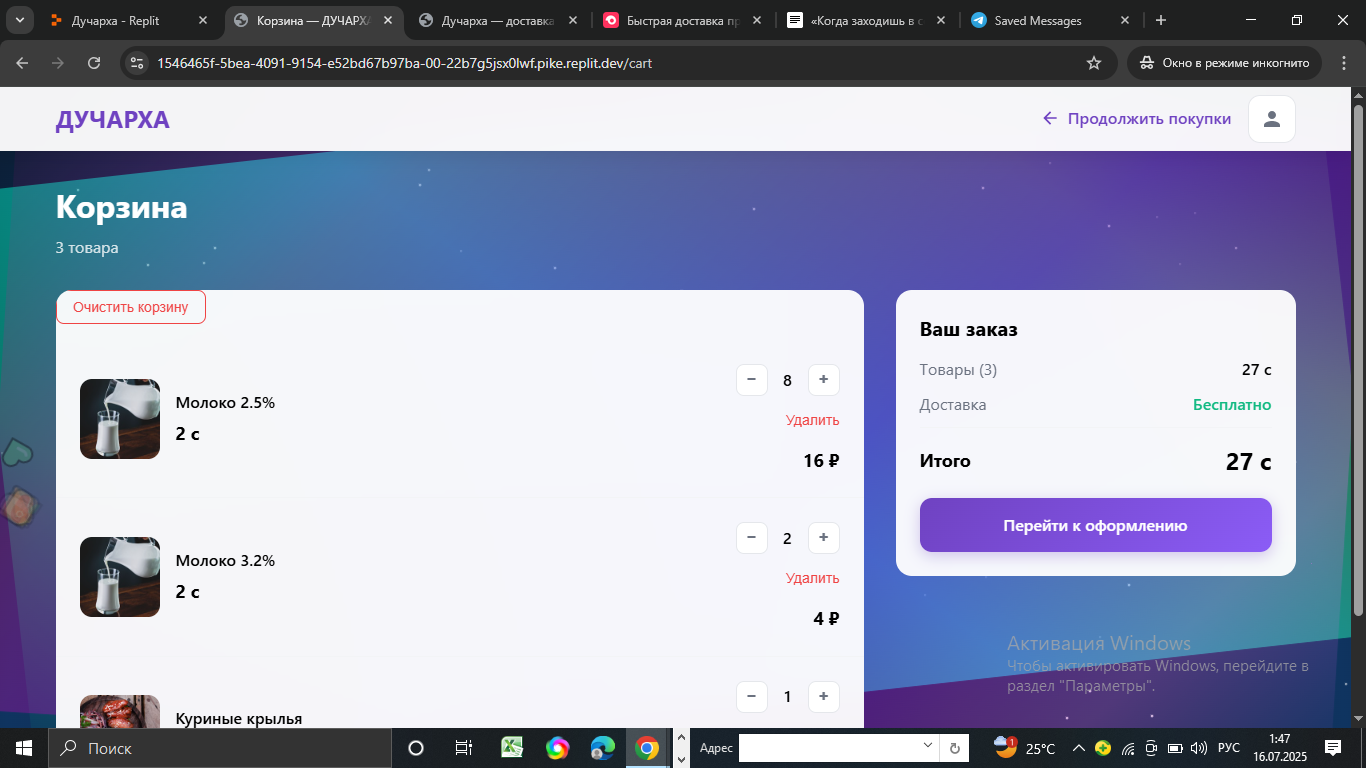 Дучарха - Replit
Корзина — ДУЧАРХА
Дучарха — доставка
Быстрая доставка пр
«Когда заходишь в с
Saved Messages
1546465f-5bea-4091-9154-e52bd67b97ba-00-22b7g5jsx0lwf.pike.replit.dev/cart
Окно в режиме инкогнито
ДУЧАРХА
Продолжить покупки
Корзина
3 товара
Очистить корзину
Молоко 2.5%
2 с
8
Удалить
16 ₽
Молоко 3.2%
2 с
2
Удалить
4 ₽
Куриные крылья
1
Ваш заказ
Товары (3) 27 с
Доставка Бесплатно
Итого 27 с
Перейти к оформлению
Активация Windows
Чтобы активировать Windows, перейдите в
раздел "Параметры".
Поиск
Адрес
1
25°C
РУС
1:47
16.07.2025